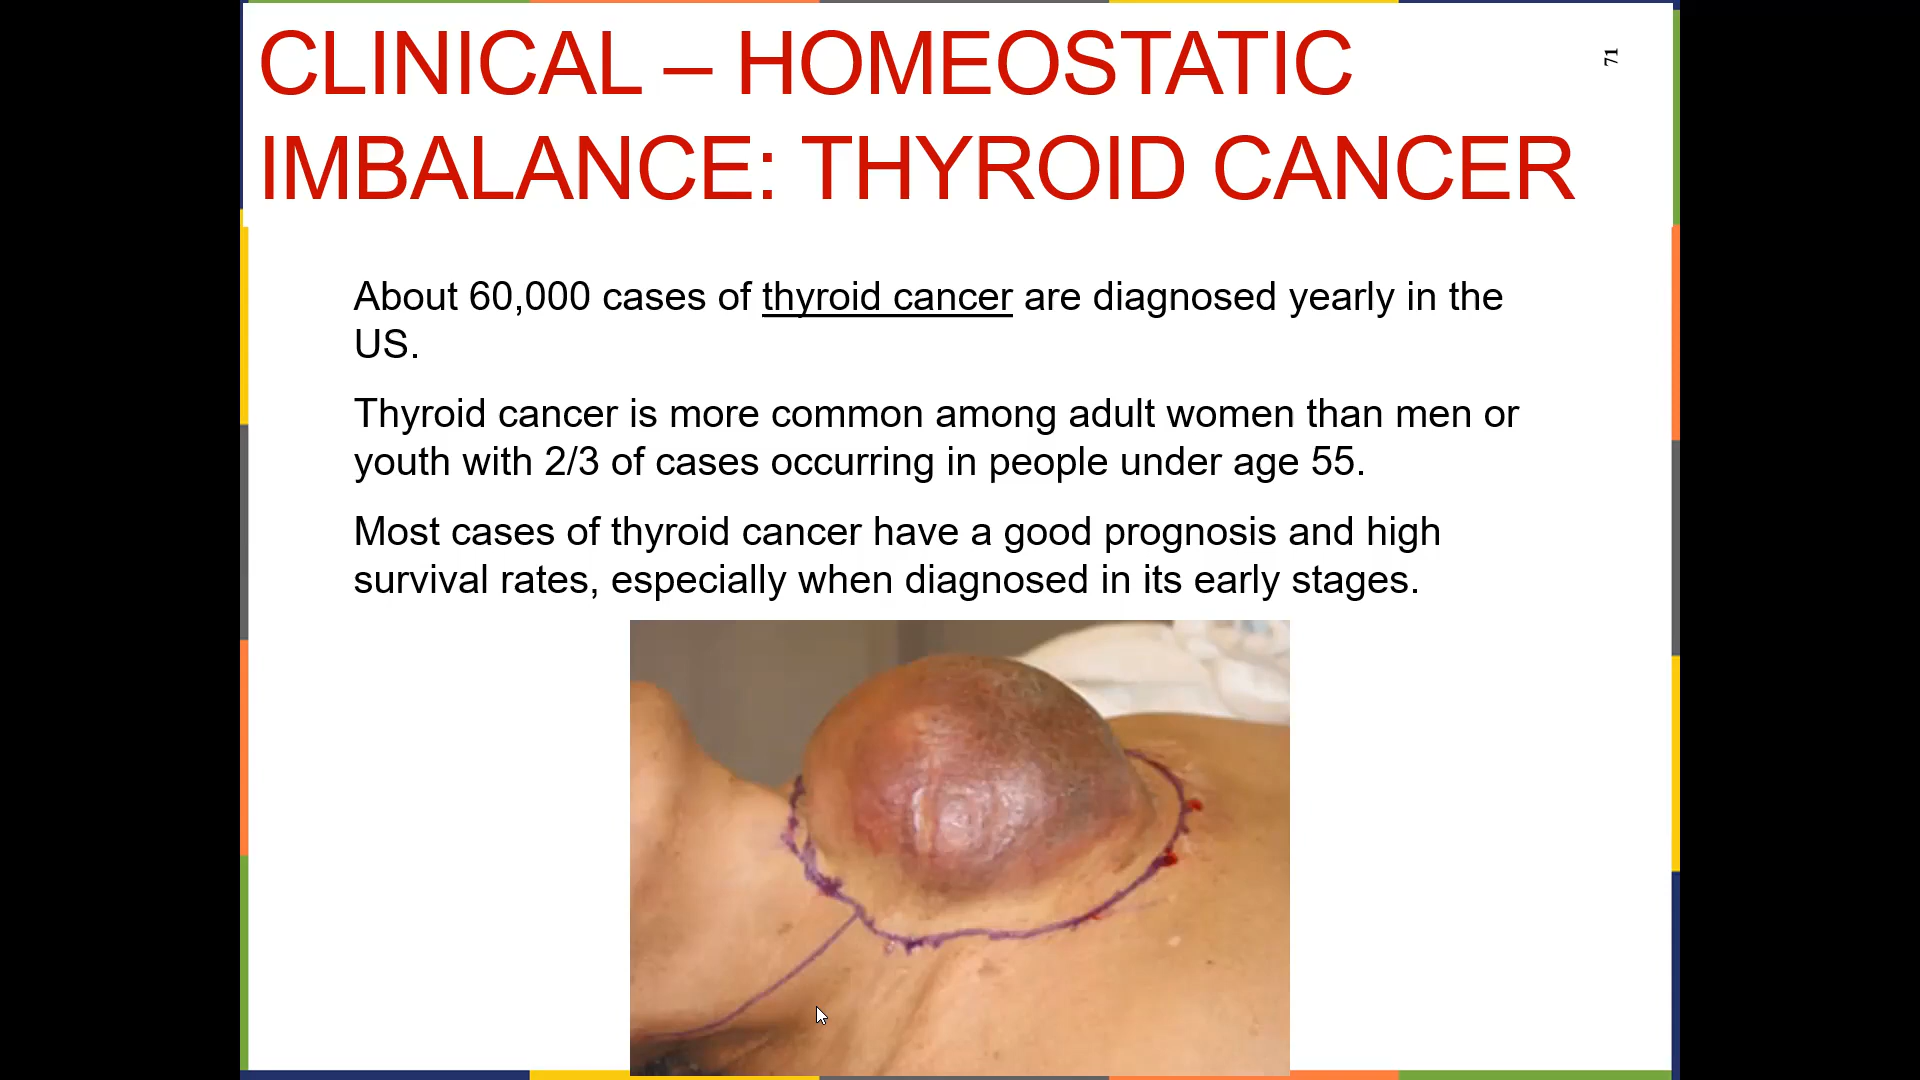 CLINICAL – HOMEOSTATIC
71
IMBALANCE: THYROID CANCER
About 60,000 cases of thyroid cancer are diagnosed yearly in the
US.
Thyroid cancer is more common among adult women than men or
youth with 2/3 of cases occurring in people under age 55.
Most cases of thyroid cancer have a good prognosis and high
survival rates, especially when diagnosed in its early stages.